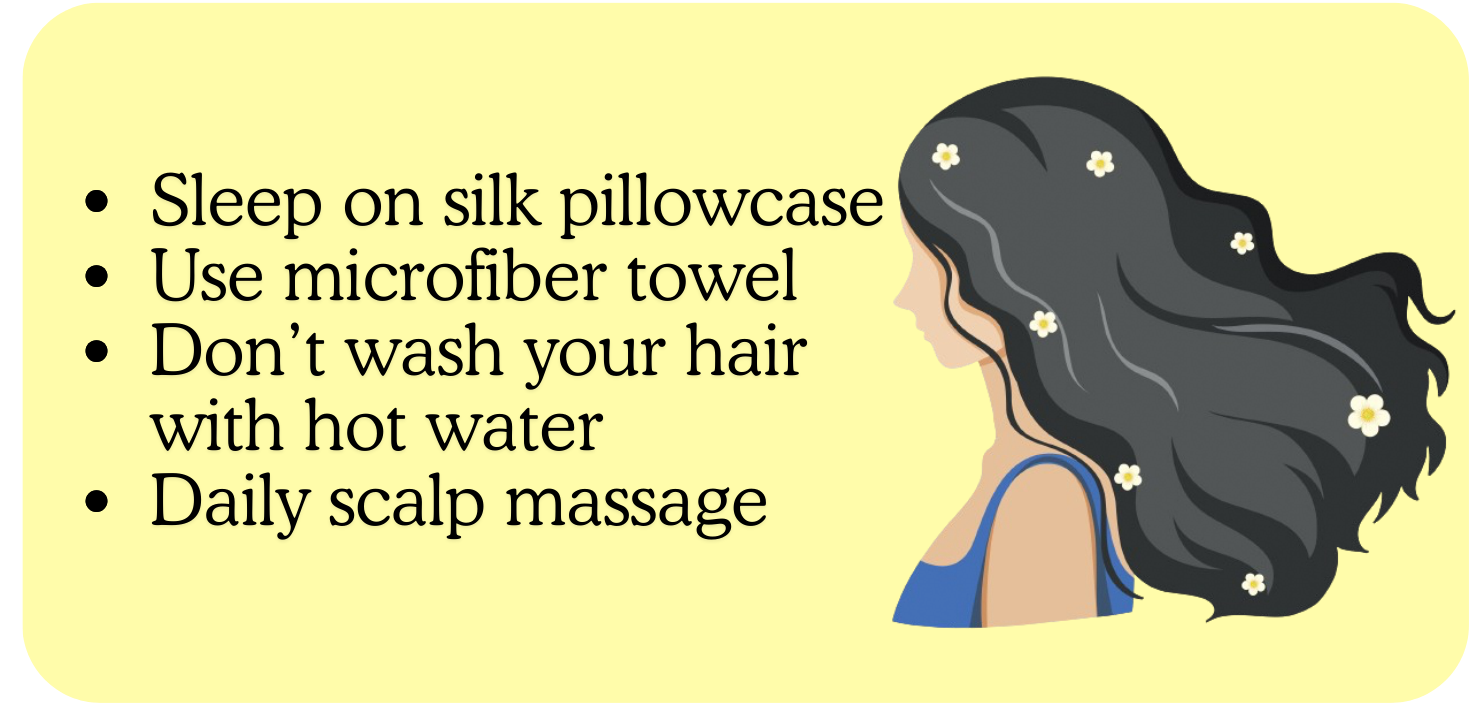 • Sleep on silk pillowcase
• Use microfiber towel
• Don’t wash your hair
with hot water
• Daily scalp massage